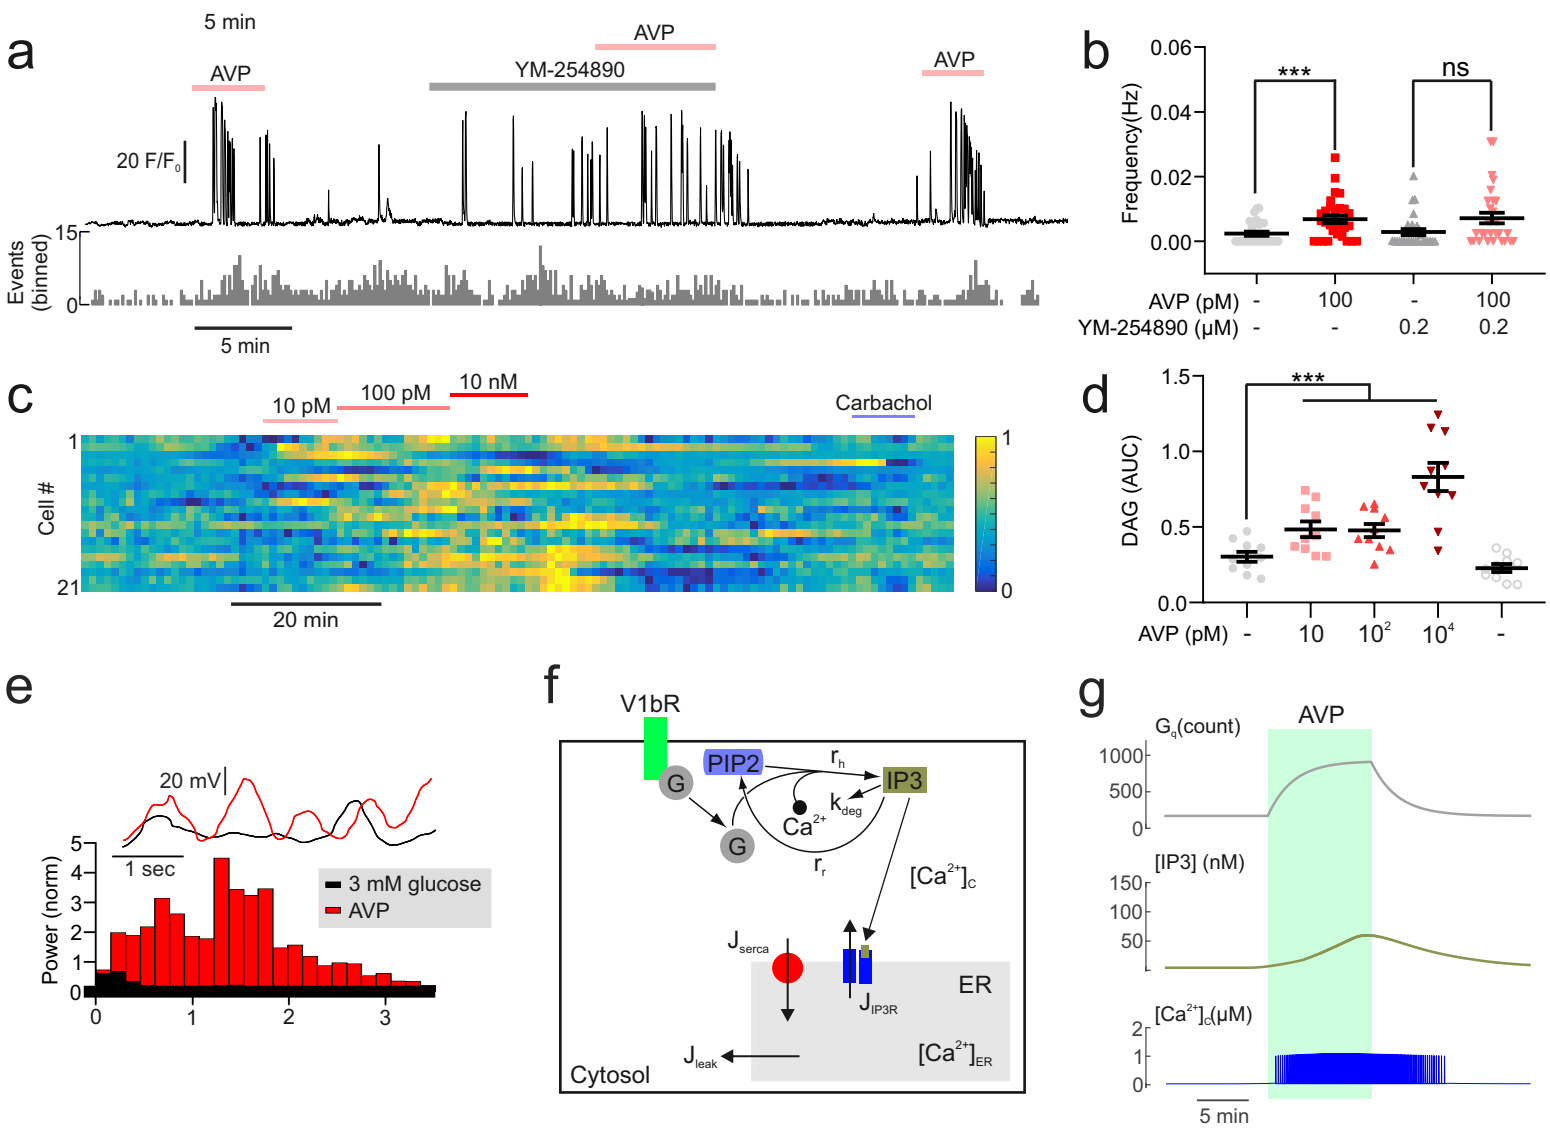 a
5 min
AVP
YM-254890
AVP
AVP
20 F/F0
15
0
Events
(binned)
5 min
b
Frequency(Hz)
0.06
0.04
0.02
0.00
***
ns
AVP (pM) - 100 - 100
YM-254890 (µM) - - 0.2 0.2
c
10 pM
100 pM
10 nM
Carbachol
Cell #
1
21
1
0
20 min
d
DAG (AUC)
1.5
1.0
0.5
0.0
***
AVP (pM) - 10 10² 10⁴ -
e
20 mV
1 sec
Power (norm)
5
4
3
2
1
0
3 mM glucose
AVP
0 1 2 3
f
V1bR
G
PIP2
rh
IP3
kdeg
Ca2+
G
rr
[Ca2+]C
Jserca
JIP3R
ER
Jleak
[Ca2+]ER
Cytosol
g
AVP
Gq(count)
1000
500
0
[IP3] (nM)
150
100
50
[Ca2+]C(µM)
2
1
0
5 min